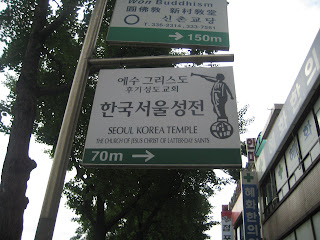 Won Buddhism
圓佛敎 新村敎堂
신촌교당
150m
예수 그리스도
후기성도교회
한국서울성전
SEOUL KOREA TEMPLE
THE CHURCH OF JESUS CHRIST OF LATTER-DAY SAINTS
70m